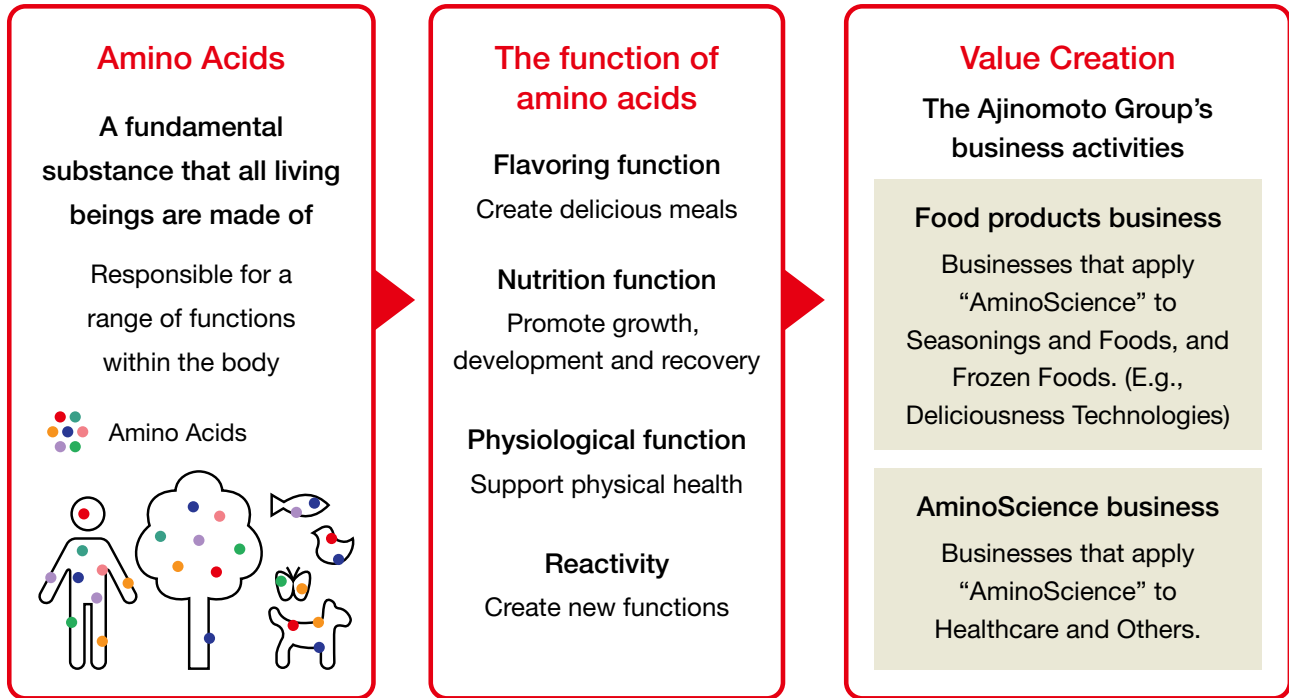 Amino Acids
A fundamental
substance that all living
beings are made of
Responsible for a
range of functions
within the body
Amino Acids
The function of
amino acids
Flavoring function
Create delicious meals
Nutrition function
Promote growth,
development and recovery
Physiological function
Support physical health
Reactivity
Create new functions
Value Creation
The Ajinomoto Group’s
business activities
Food products business
Businesses that apply
“AminoScience” to
Seasonings and Foods, and
Frozen Foods. (E.g.,
Deliciousness Technologies)
AminoScience business
Businesses that apply
“AminoScience” to
Healthcare and Others.